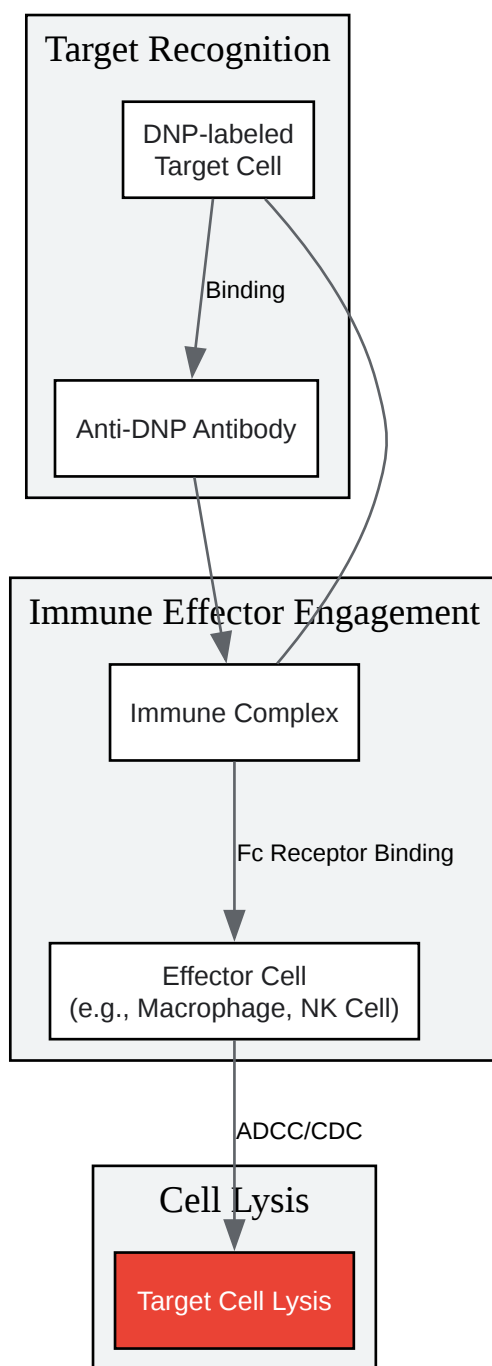 Target Recognition
DNP-labeled
Target Cell
Binding
Anti-DNP Antibody
Immune Effector Engagement
Immune Complex
Fc Receptor Binding
Effector Cell
(e.g., Macrophage, NK Cell)
ADCC/CDC
Cell Lysis
Target Cell Lysis